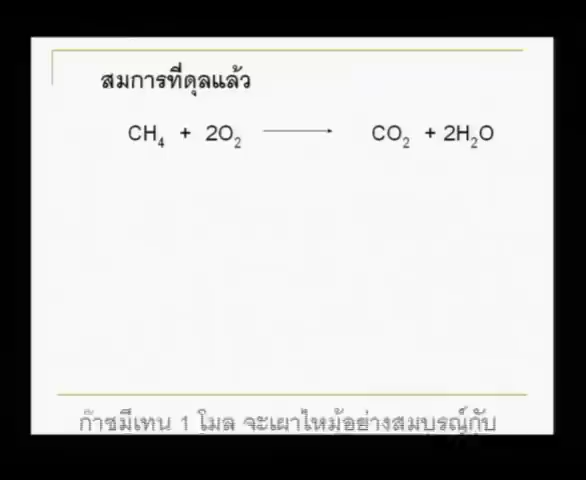 สมการที่ดุลแล้ว
CH₄ + 2O₂ ⟶ CO₂ + 2H₂O
ก๊าซมีเทน 1 โมล จะเผาไหม้อย่างสมบูรณ์กับ